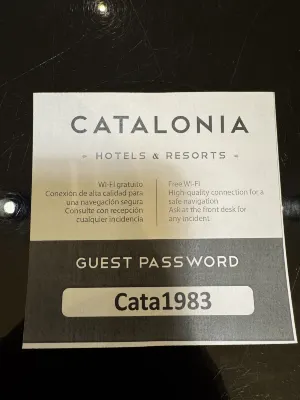 CATALONIA
- HOTELS & RESORTS -
Wi-Fi gratuito
Conexión de alta calidad para
una navegación segura
Consulte con recepción
cualquier incidencia
Free Wi-Fi
High-quality connection for a
safe navigation
Ask at the front desk for
any incident.
GUEST PASSWORD
Cata1983